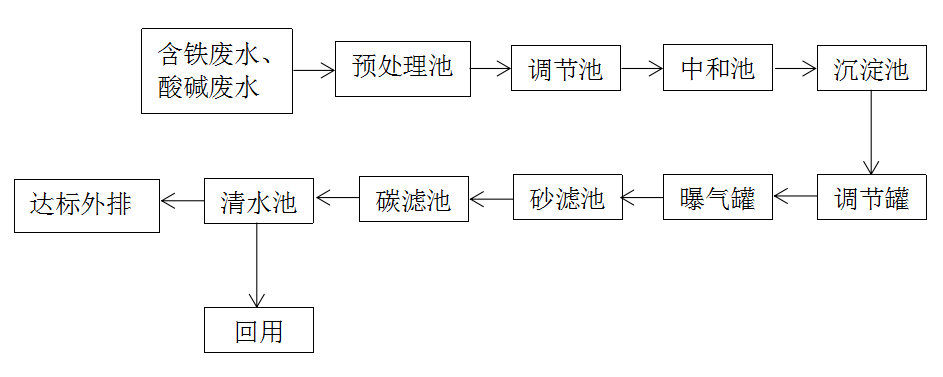 含铁废水、
酸碱废水
预处理池
调节池
中和池
沉淀池
调节罐
曝气罐
砂滤池
碳滤池
清水池
达标外排
回用